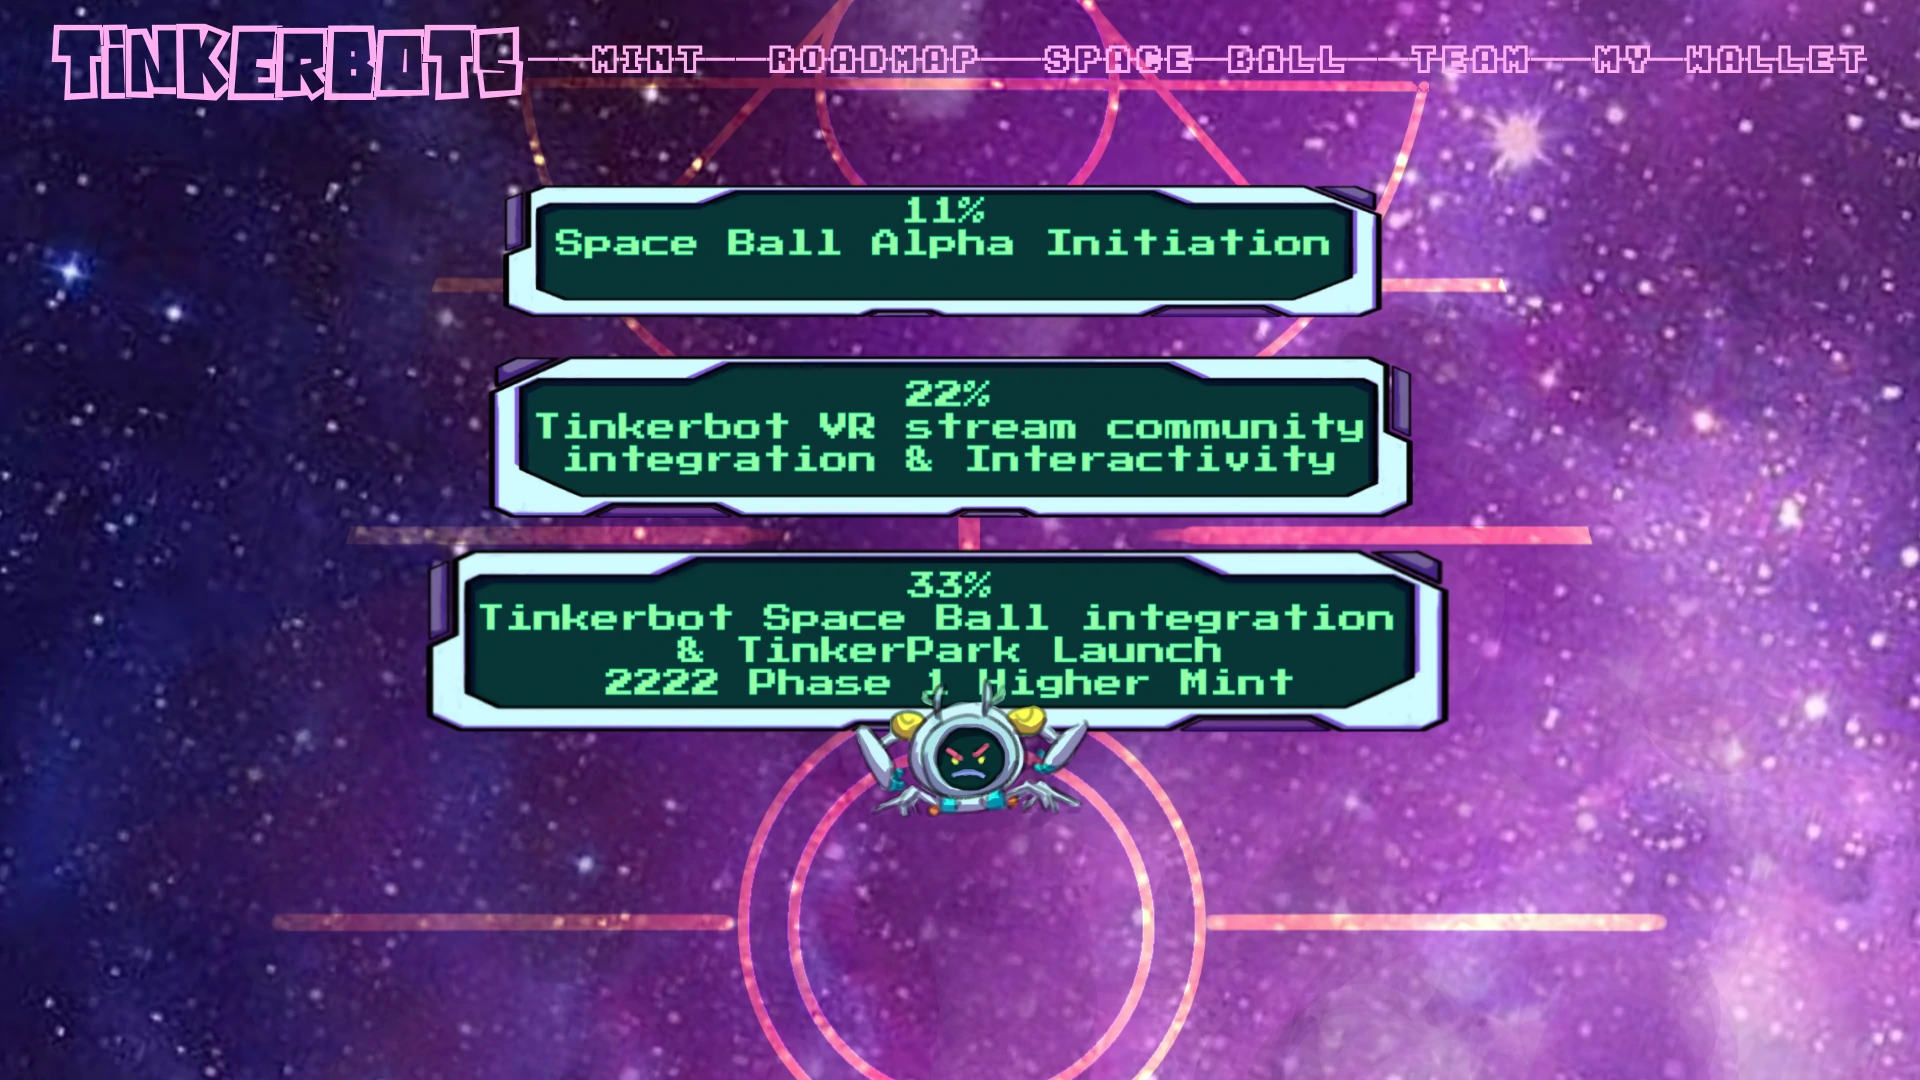 TiNKERBOTS
MINT ROADMAP SPACE BALL TEAM MY WALLET
11%
Space Ball Alpha Initiation
22%
Tinkerbot VR stream community
integration & Interactivity
33%
Tinkerbot Space Ball integration
& TinkerPark Launch
2222 Phase 1 Higher Mint